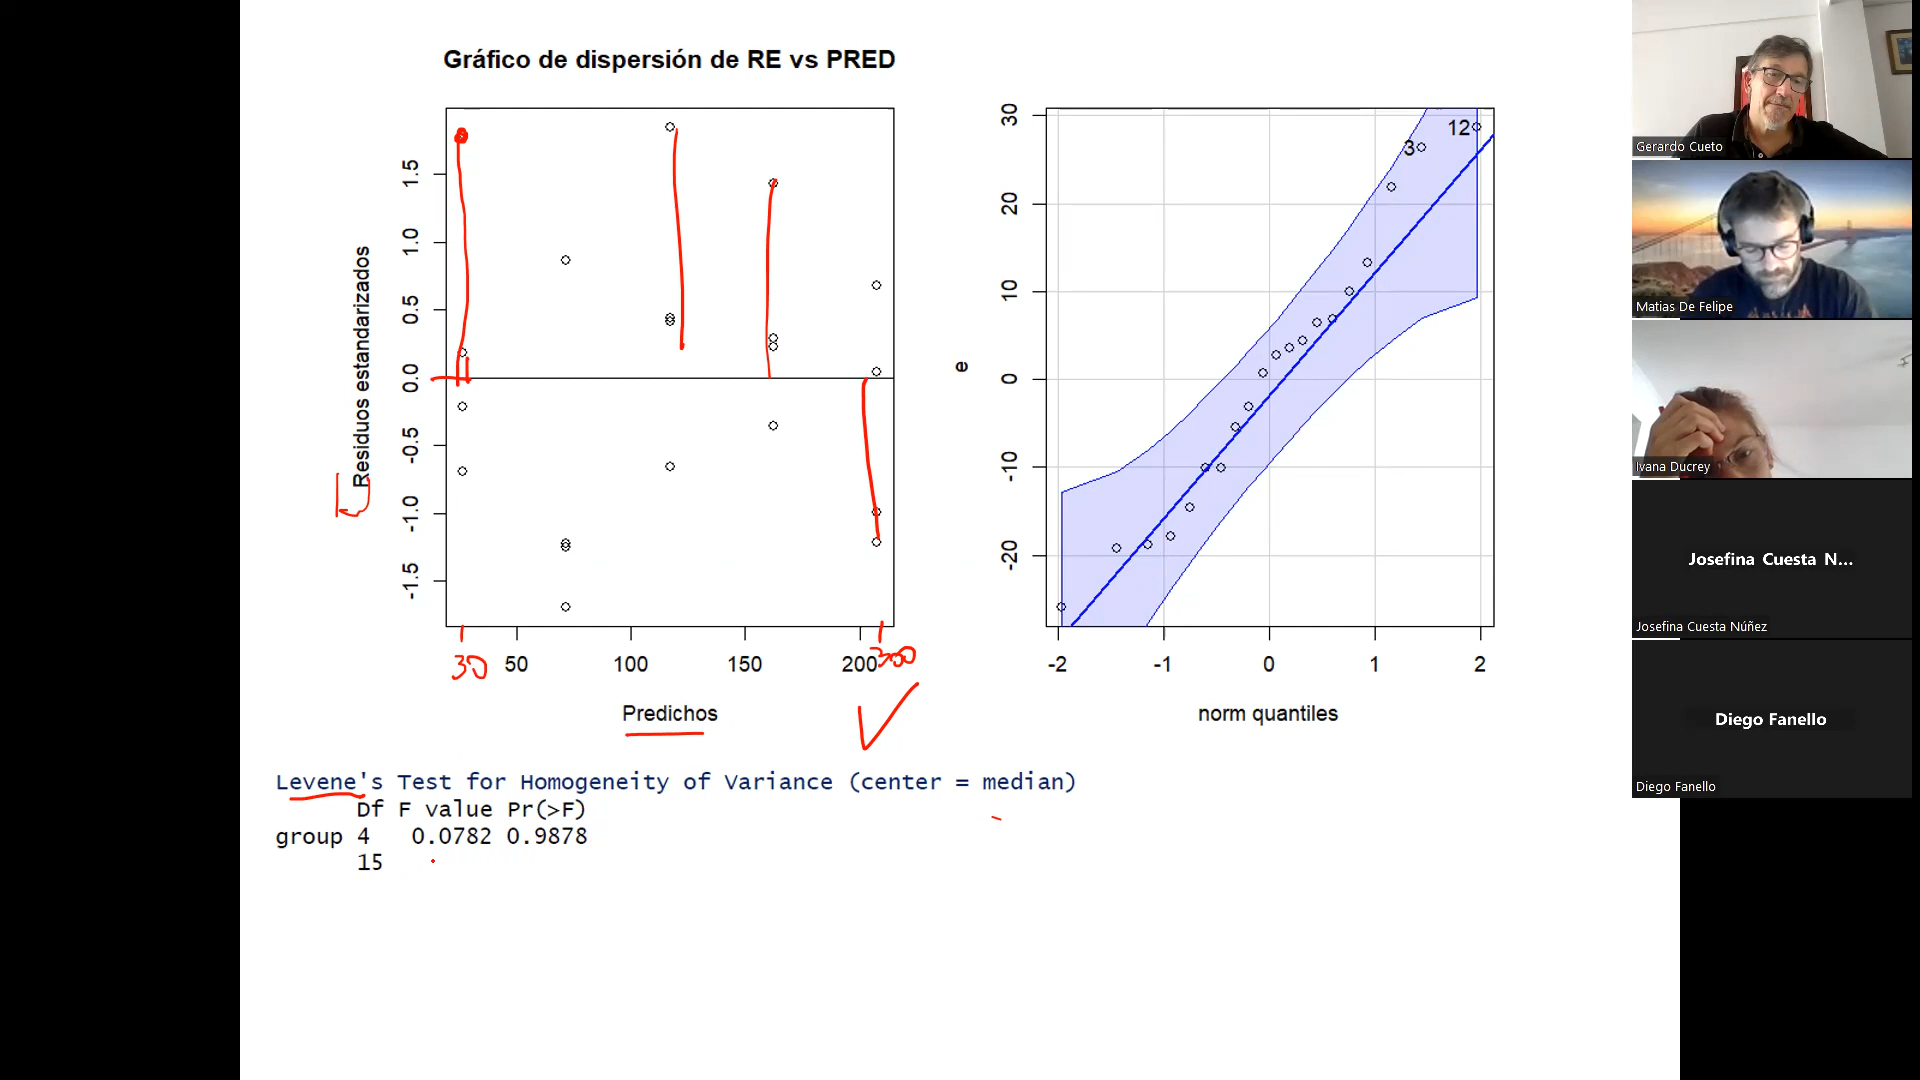 Gráfico de dispersión de RE vs PRED
Residuos estandarizados
1.5
1.0
0.5
0.0
-0.5
-1.0
-1.5
30
50
100
150
200
300
Predichos
e
30
20
10
0
-10
-20
12
3
-2
-1
0
1
2
norm quantiles
Levene's Test for Homogeneity of Variance (center = median)
Df F value Pr(>F)
group 4 0.0782 0.9878
15
Gerardo Cueto
Matias De Felipe
Ivana Ducrey
Josefina Cuesta N...
Josefina Cuesta Núñez
Diego Fanello
Diego Fanello